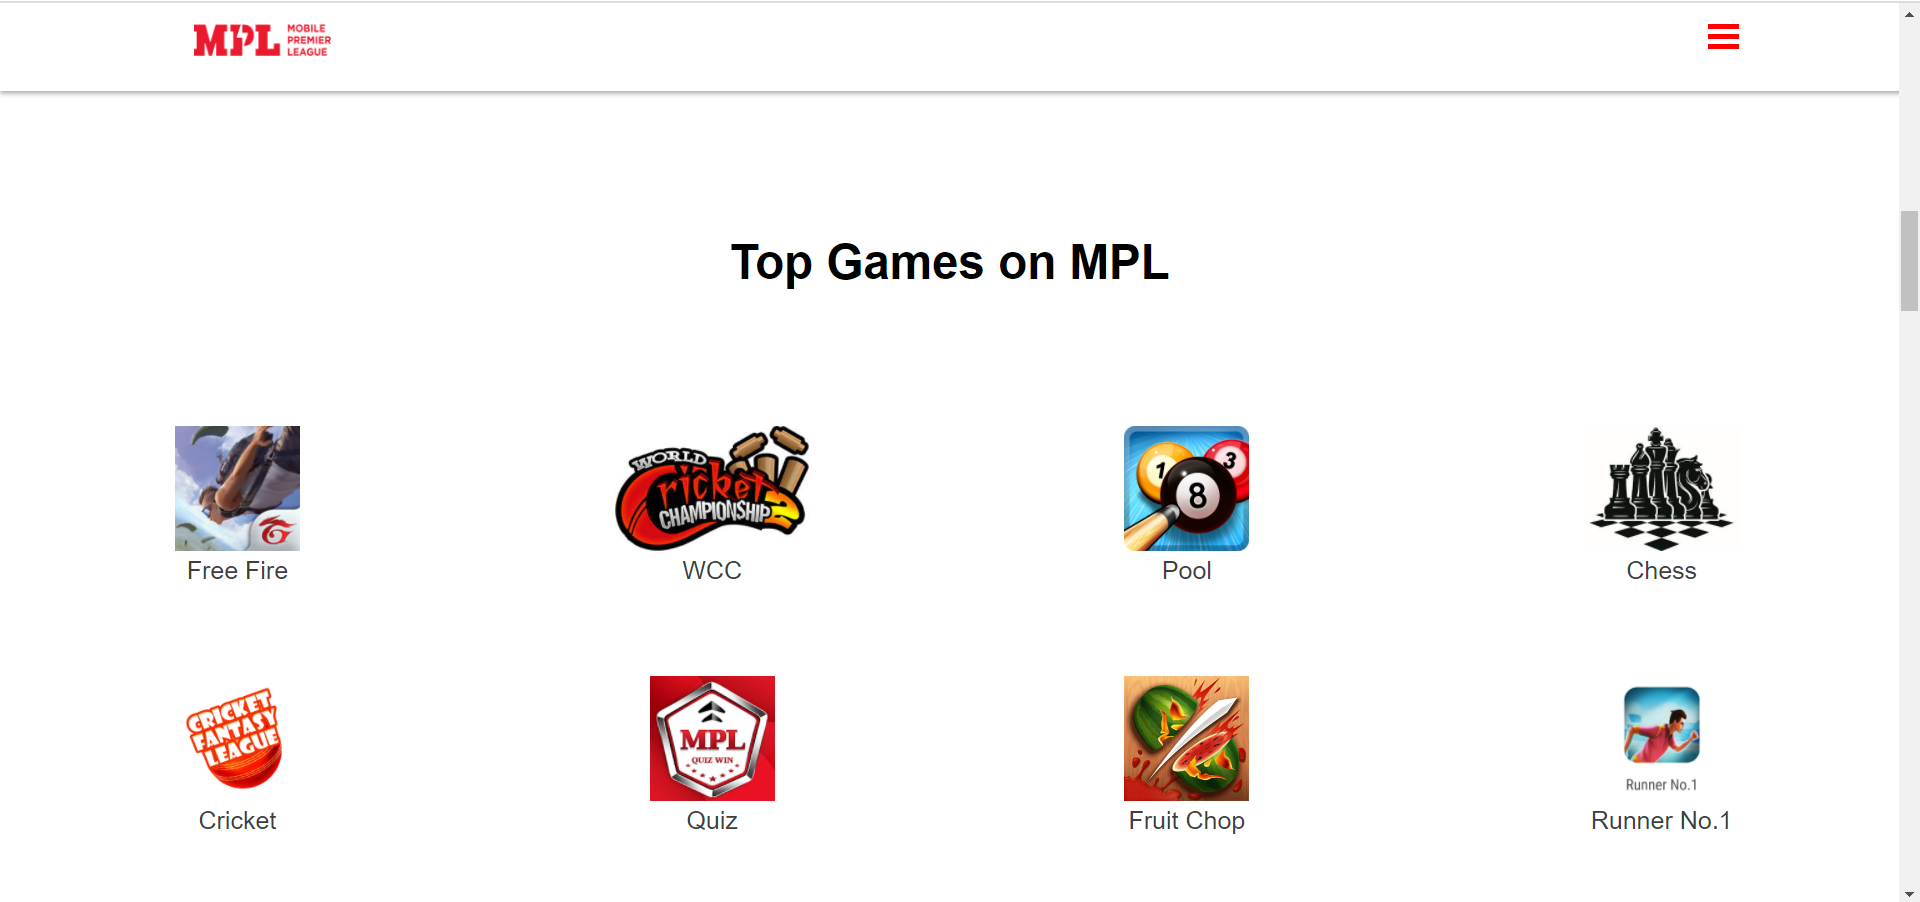 MPL MOBILE
PREMIER
LEAGUE
Top Games on MPL
WORLD
Cricket
CHAMPIONSHIP 2
1 3
8
Free Fire
WCC
Pool
Chess
CRICKET
FANTASY
LEAGUE
MPL
QUIZ WIN
Runner No.1
Cricket
Quiz
Fruit Chop
Runner No.1